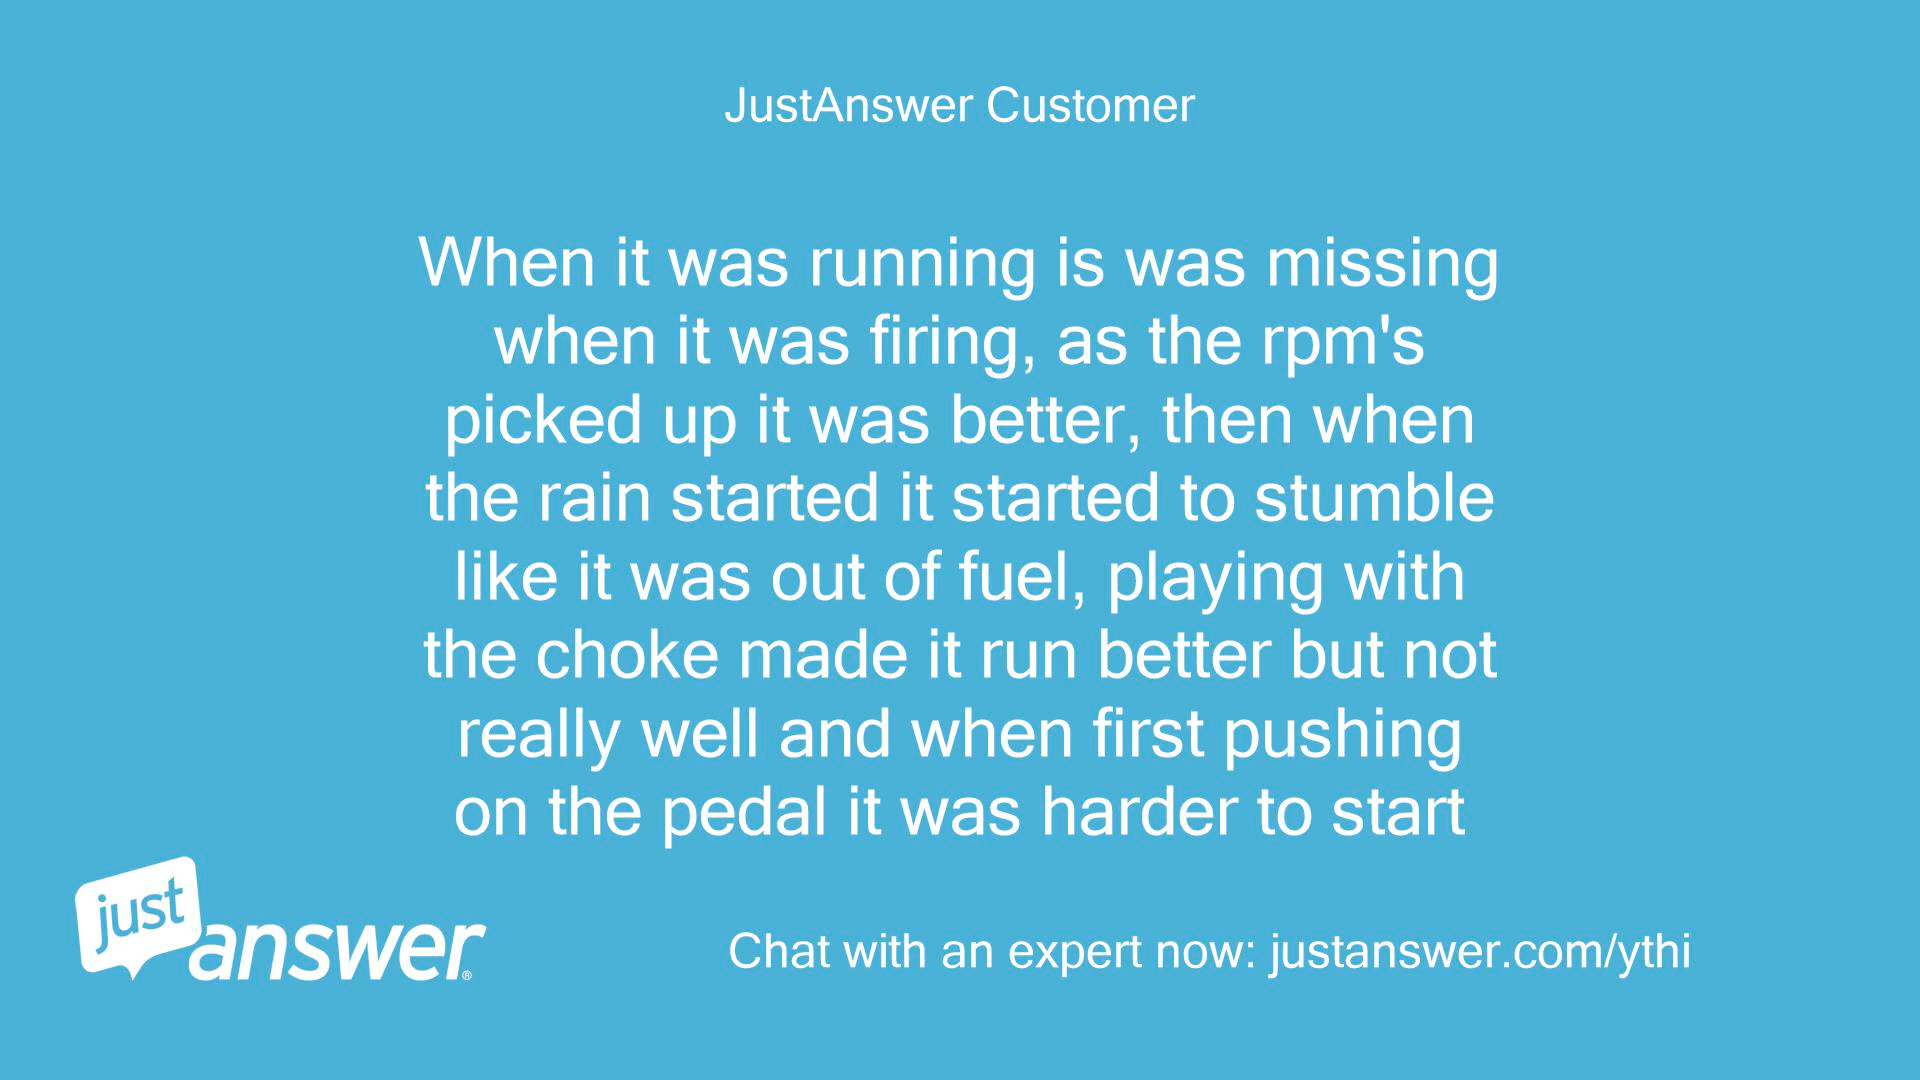 JustAnswer Customer
When it was running is was missing
when it was firing, as the rpm's
picked up it was better, then when
the rain started it started to stumble
like it was out of fuel, playing with
the choke made it run better but not
really well and when first pushing
on the pedal it was harder to start
just
answer®
Chat with an expert now: justanswer.com/ythi